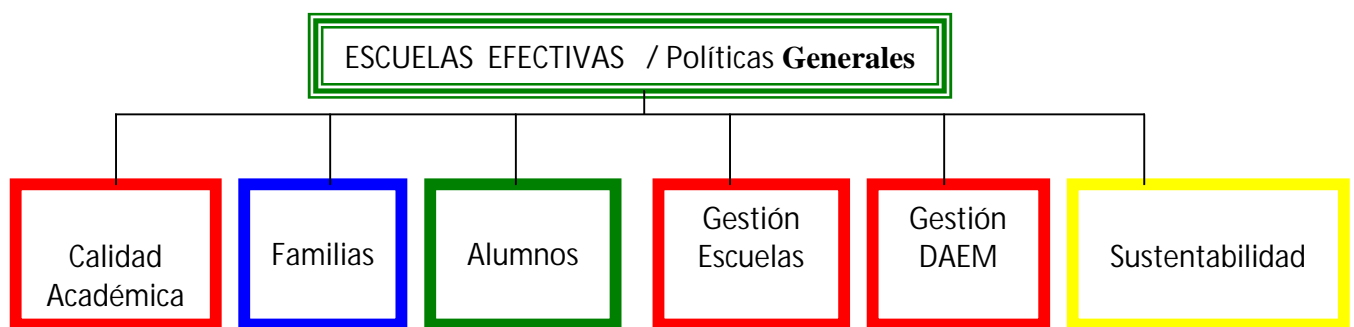 ESCUELAS EFECTIVAS / Políticas Generales
Calidad
Académica
Familias
Alumnos
Gestión
Escuelas
Gestión
DAEM
Sustentabilidad